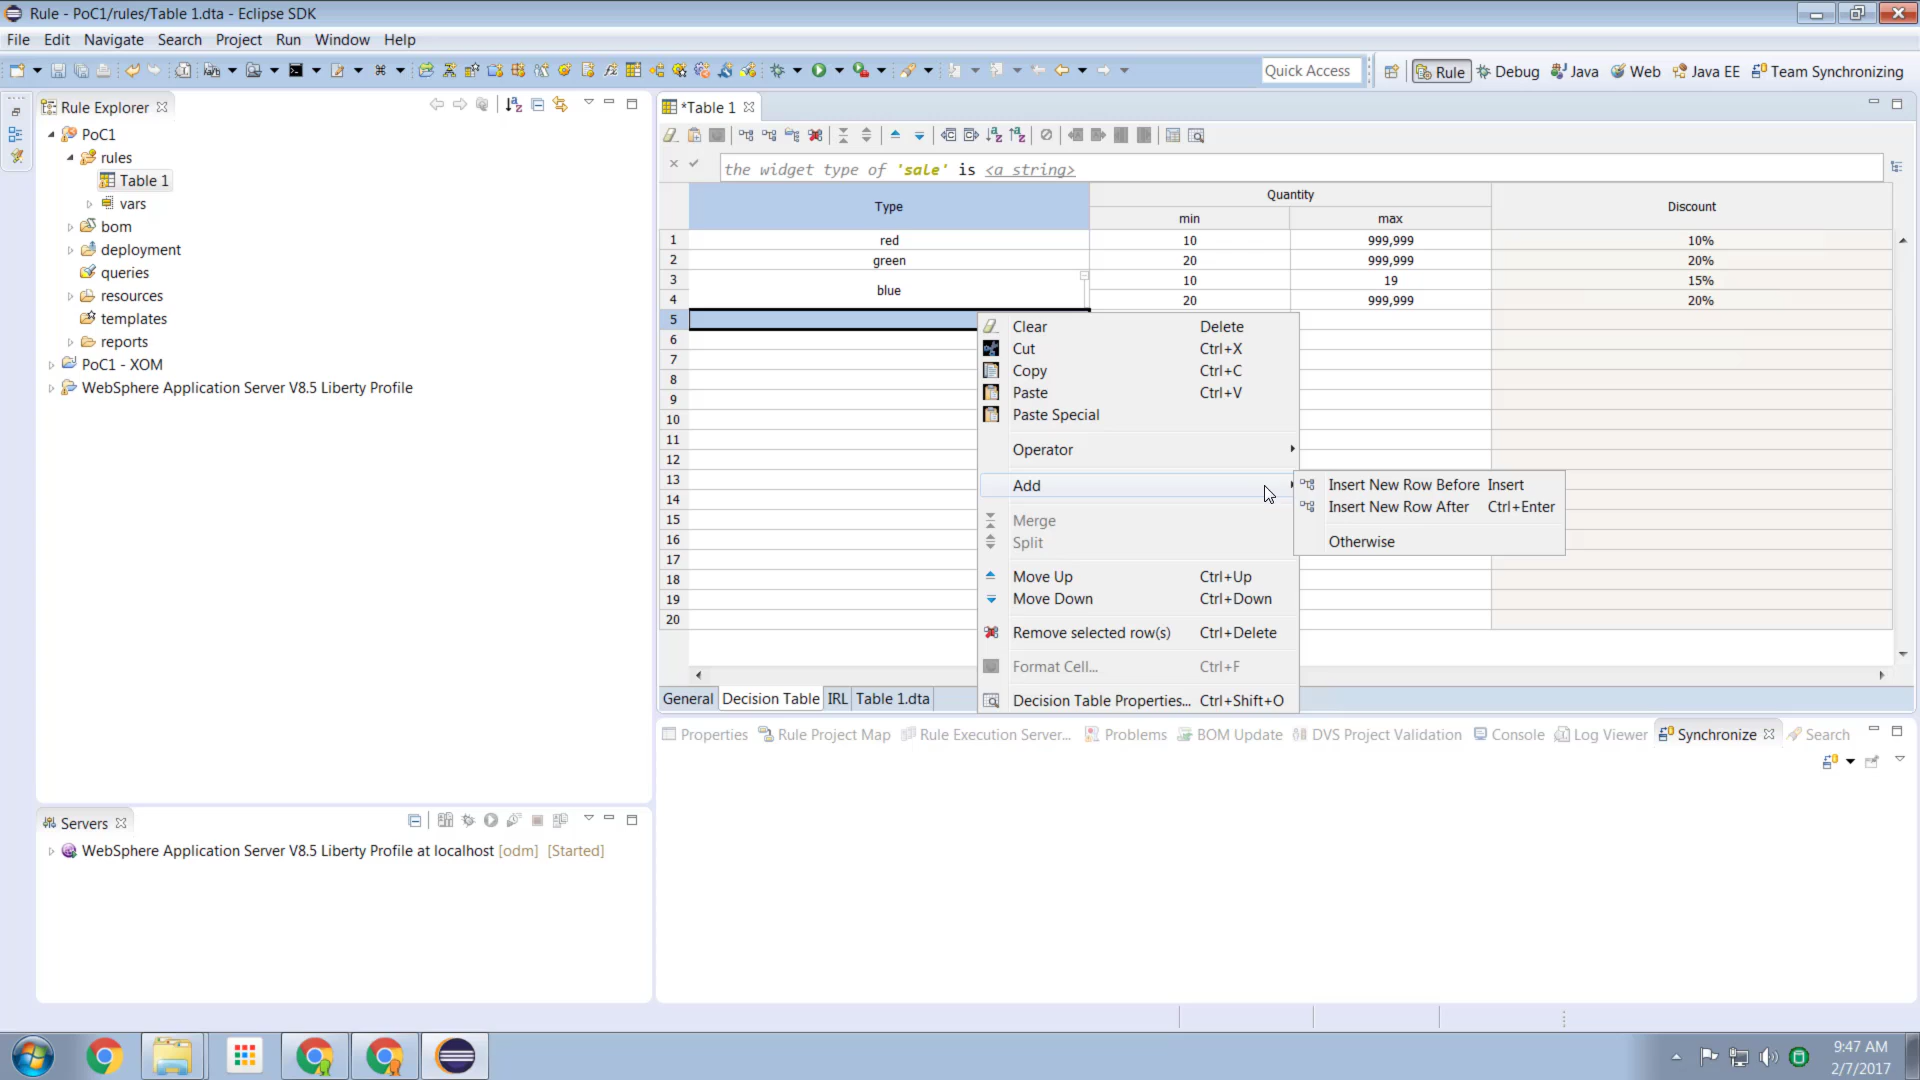 Rule - PoC1/rules/Table 1.dta - Eclipse SDK
File Edit Navigate Search Project Run Window Help
Quick Access
Rule Debug Java Web Java EE Team Synchronizing
Rule Explorer
PoC1
rules
Table 1
vars
bom
deployment
queries
resources
templates
reports
PoC1 - XOM
WebSphere Application Server V8.5 Liberty Profile
*Table 1
the widget type of 'sale' is <a string>
Type Quantity Discount
min max
1 red 10 999,999 10%
2 green 20 999,999 20%
3 blue 10 19 15%
4 20 999,999 20%
5
6
7
8
9
10
11
12
13
14
15
16
17
18
19
20
Clear Delete
Cut Ctrl+X
Copy Ctrl+C
Paste Ctrl+V
Paste Special
Operator
Add
Merge
Split
Move Up Ctrl+Up
Move Down Ctrl+Down
Remove selected row(s) Ctrl+Delete
Format Cell... Ctrl+F
Decision Table Properties... Ctrl+Shift+O
Insert New Row Before Insert
Insert New Row After Ctrl+Enter
Otherwise
General Decision Table IRL Table 1.dta
Properties Rule Project Map Rule Execution Server... Problems BOM Update DVS Project Validation Console Log Viewer Synchronize Search
Servers
WebSphere Application Server V8.5 Liberty Profile at localhost [odm] [Started]
9:47 AM
2/7/2017